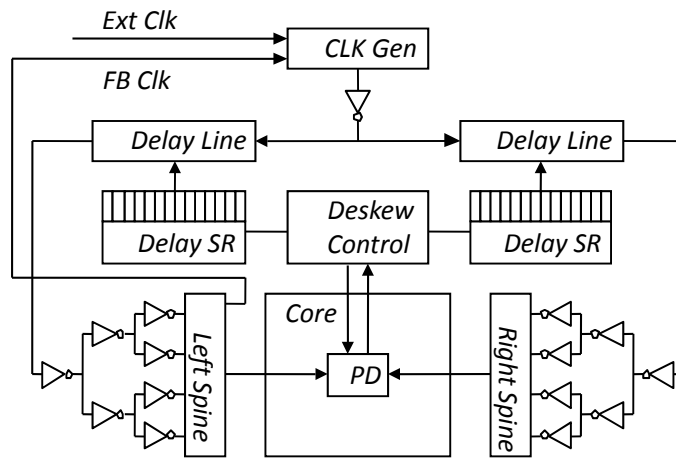 Ext Clk
CLK Gen
FB Clk
Delay Line
Delay Line
Delay SR
Deskew
Control
Delay SR
Left Spine
Core
PD
Right Spine